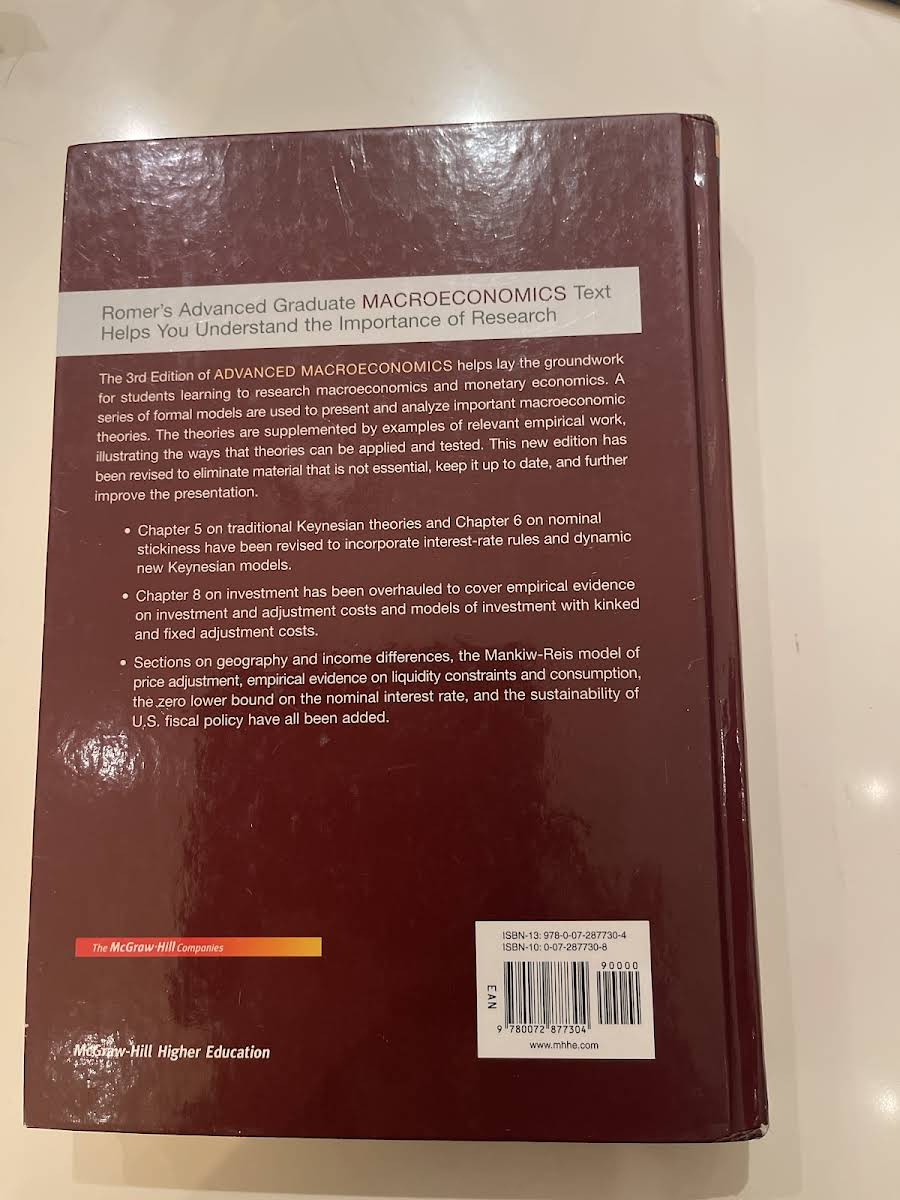 Romer's Advanced Graduate MACROECONOMICS Text
Helps You Understand the Importance of Research
The 3rd Edition of ADVANCED MACROECONOMICS helps lay the groundwork
for students learning to research macroeconomics and monetary economics. A
series of formal models are used to present and analyze important macroeconomic
theories. The theories are supplemented by examples of relevant empirical work,
illustrating the ways that theories can be applied and tested. This new edition has
been revised to eliminate material that is not essential, keep it up to date, and further
improve the presentation.
• Chapter 5 on traditional Keynesian theories and Chapter 6 on nominal
stickiness have been revised to incorporate interest-rate rules and dynamic
new Keynesian models.
• Chapter 8 on investment has been overhauled to cover empirical evidence
on investment and adjustment costs and models of investment with kinked
and fixed adjustment costs.
• Sections on geography and income differences, the Mankiw-Reis model of
price adjustment, empirical evidence on liquidity constraints and consumption,
the zero lower bound on the nominal interest rate, and the sustainability of
U.S. fiscal policy have all been added.
The McGraw·Hill Companies
McGraw-Hill Higher Education
ISBN-13: 978-0-07-287730-4
ISBN-10: 0-07-287730-8
90000
EAN
9 780072 877304
www.mhhe.com